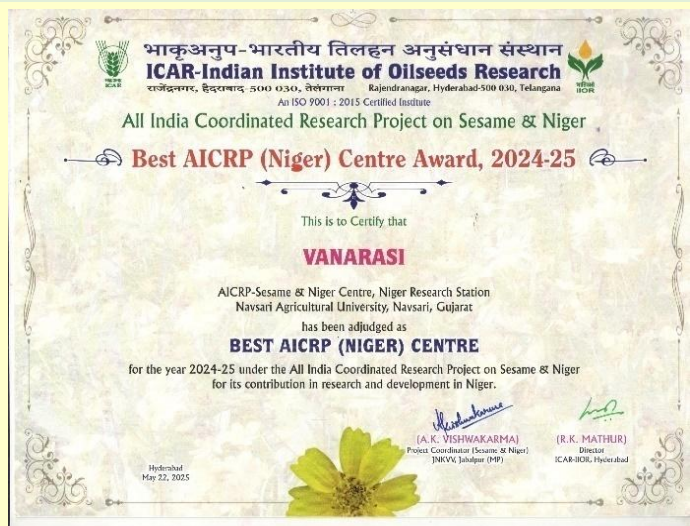 भाकृअनुप-भारतीय तिलहन अनुसंधान संस्थान
ICAR-Indian Institute of Oilseeds Research
राजेंद्रनगर, हैदराबाद-500 030, तेलंगाना Rajendranagar, Hyderabad-500 030, Telangana
An ISO 9001 : 2015 Certified Institute
ICAR
IIOR
All India Coordinated Research Project on Sesame & Niger
Best AICRP (Niger) Centre Award, 2024-25
This is to Certify that
VANARASI
AICRP-Sesame & Niger Centre, Niger Research Station
Navsari Agricultural University, Navsari, Gujarat
has been adjudged as
BEST AICRP (NIGER) CENTRE
for the year 2024-25 under the All India Coordinated Research Project on Sesame & Niger
for its contribution in research and development in Niger.
(A.K. VISHWAKARMA)
Project Coordinator (Sesame & Niger)
JNKVV, Jabalpur (MP)
(R.K. MATHUR)
Director
ICAR-IIOR, Hyderabad
Hyderabad
May 22, 2025